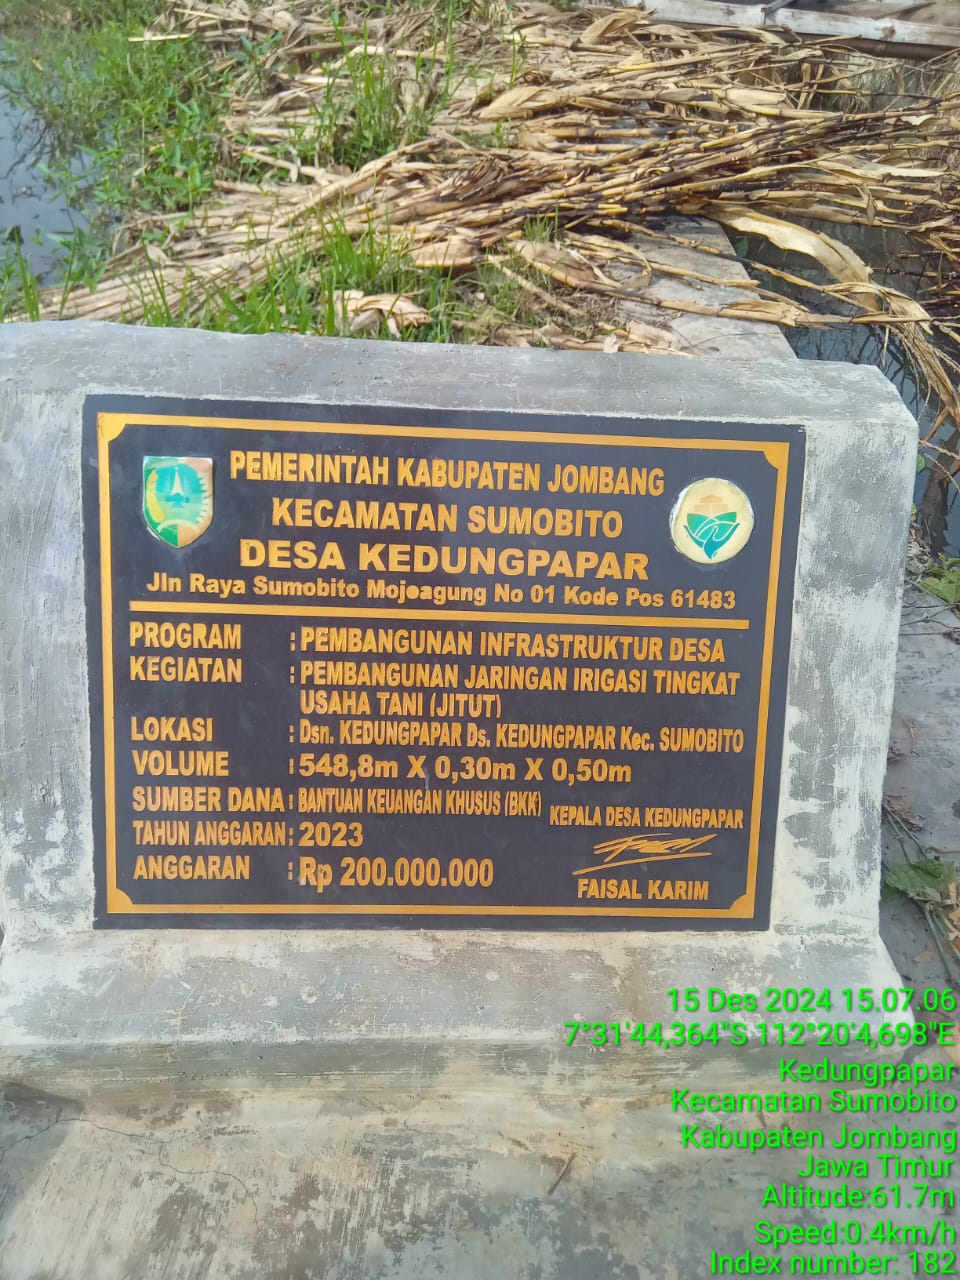 PEMERINTAH KABUPATEN JOMBANG
KECAMATAN SUMOBITO
DESA KEDUNGPAPAR
Jln Raya Sumobito Mojoagung No 01 Kode Pos 61483
PROGRAM : PEMBANGUNAN INFRASTRUKTUR DESA
KEGIATAN : PEMBANGUNAN JARINGAN IRIGASI TINGKAT
USAHA TANI (JITUT)
LOKASI : Dsn. KEDUNGPAPAR Ds. KEDUNGPAPAR Kec. SUMOBITO
VOLUME : 548,8m X 0,30m X 0,50m
SUMBER DANA : BANTUAN KEUANGAN KHUSUS (BKK)
TAHUN ANGGARAN : 2023
ANGGARAN : Rp 200.000.000
KEPALA DESA KEDUNGPAPAR
FAISAL KARIM
15 Des 2024 15.07.06
7°31'44,364"S 112°20'4,698"E
Kedungpapar
Kecamatan Sumobito
Kabupaten Jombang
Jawa Timur
Altitude:61.7m
Speed:0.4km/h
Index number: 182